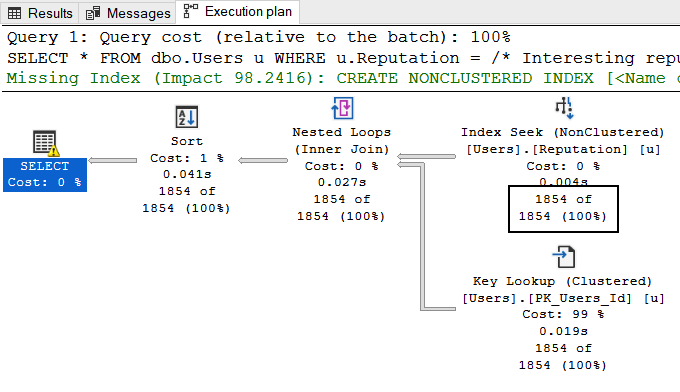 Results Messages Execution plan
Query 1: Query cost (relative to the batch): 100%
SELECT * FROM dbo.Users u WHERE u.Reputation = /* Interesting
Missing Index (Impact 98.2416): CREATE NONCLUSTERED INDEX [<Name
SELECT
Cost: 0 %
Sort
Cost: 1 %
0.041s
1854 of
1854 (100%)
Nested Loops
(Inner Join)
Cost: 0 %
0.027s
1854 of
1854 (100%)
Index Seek (NonClustered)
[Users].[Reputation] [u]
Cost: 0 %
0.004s
1854 of
1854 (100%)
Key Lookup (Clustered)
[Users].[PK_Users_Id] [u]
Cost: 99 %
0.019s
1854 of
1854 (100%)